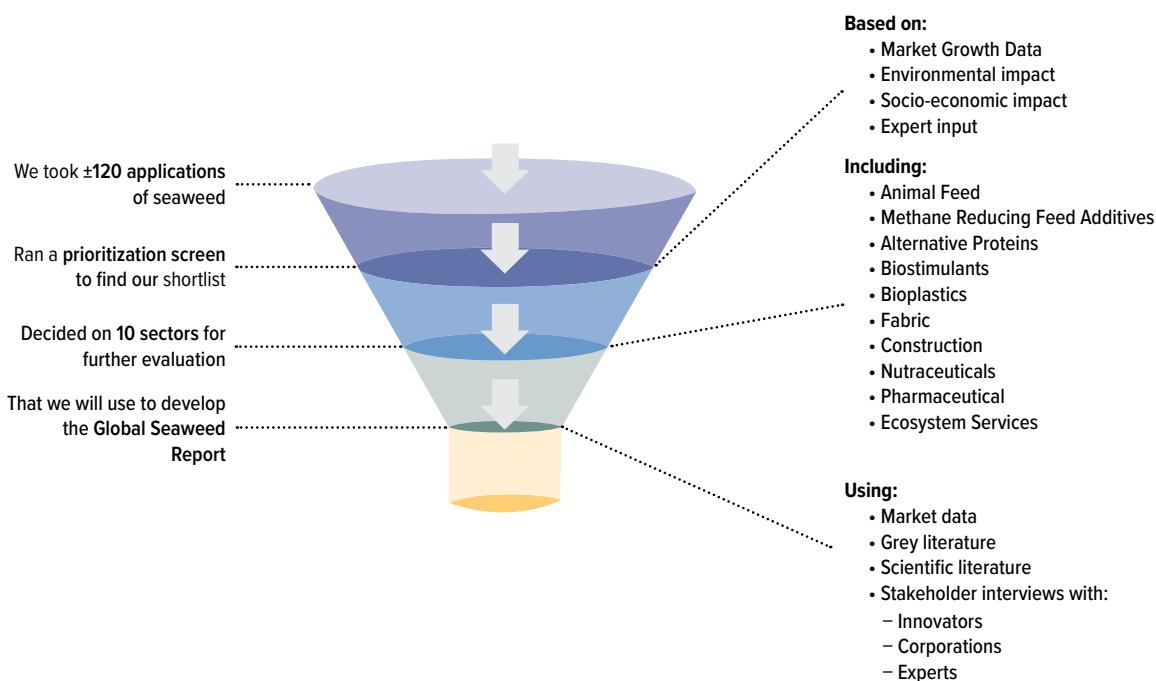 We took ±120 applications
of seaweed
Ran a prioritization screen
to find our shortlist
Decided on 10 sectors for
further evaluation
That we will use to develop
the Global Seaweed
Report
Based on:
• Market Growth Data
• Environmental impact
• Socio-economic impact
• Expert input
Including:
• Animal Feed
• Methane Reducing Feed Additives
• Alternative Proteins
• Biostimulants
• Bioplastics
• Fabric
• Construction
• Nutraceuticals
• Pharmaceutical
• Ecosystem Services
Using:
• Market data
• Grey literature
• Scientific literature
• Stakeholder interviews with:
– Innovators
– Corporations
– Experts